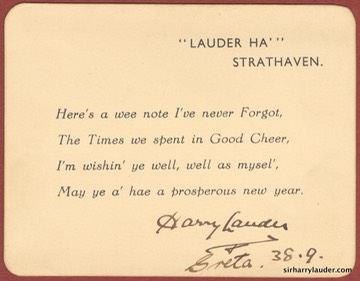 "LAUDER HA'"
STRATHAVEN.
Here's a wee note I've never Forgot,
The Times we spent in Good Cheer,
I'm wishin' ye well, well as mysel',
May ye a' hae a prosperous new year.
Harry Lauder
Greta. 38.9.
sirharrylauder.com